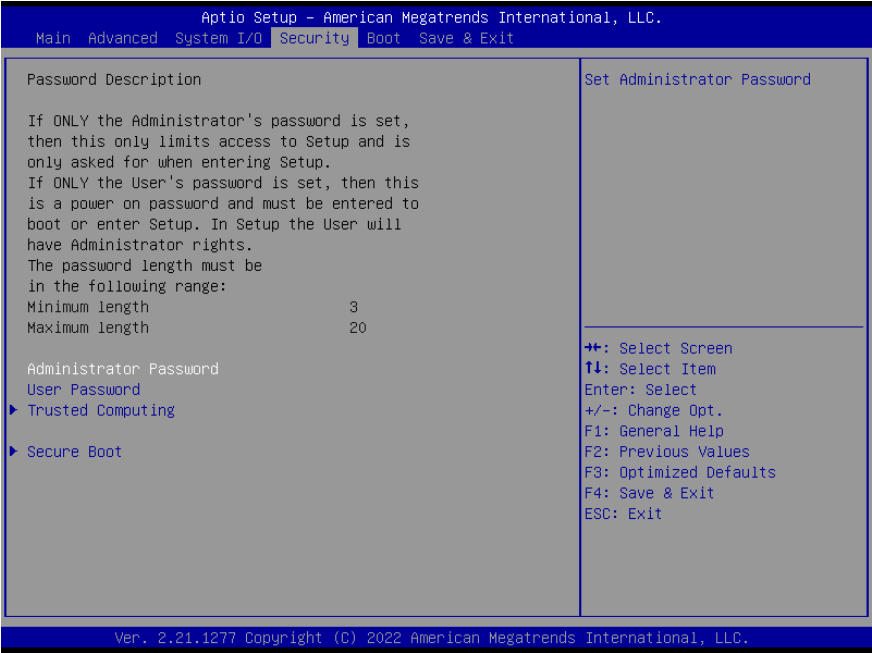 Aptio Setup – American Megatrends International, LLC.
Main Advanced System I/O Security Boot Save & Exit
Password Description
If ONLY the Administrator's password is set,
then this only limits access to Setup and is
only asked for when entering Setup.
If ONLY the User's password is set, then this
is a power on password and must be entered to
boot or enter Setup. In Setup the User will
have Administrator rights.
The password length must be
in the following range:
Minimum length 3
Maximum length 20
Administrator Password
User Password
Trusted Computing
Secure Boot
Set Administrator Password
→←: Select Screen
↑↓: Select Item
Enter: Select
+/-: Change Opt.
F1: General Help
F2: Previous Values
F3: Optimized Defaults
F4: Save & Exit
ESC: Exit
Ver. 2.21.1277 Copyright (C) 2022 American Megatrends International, LLC.